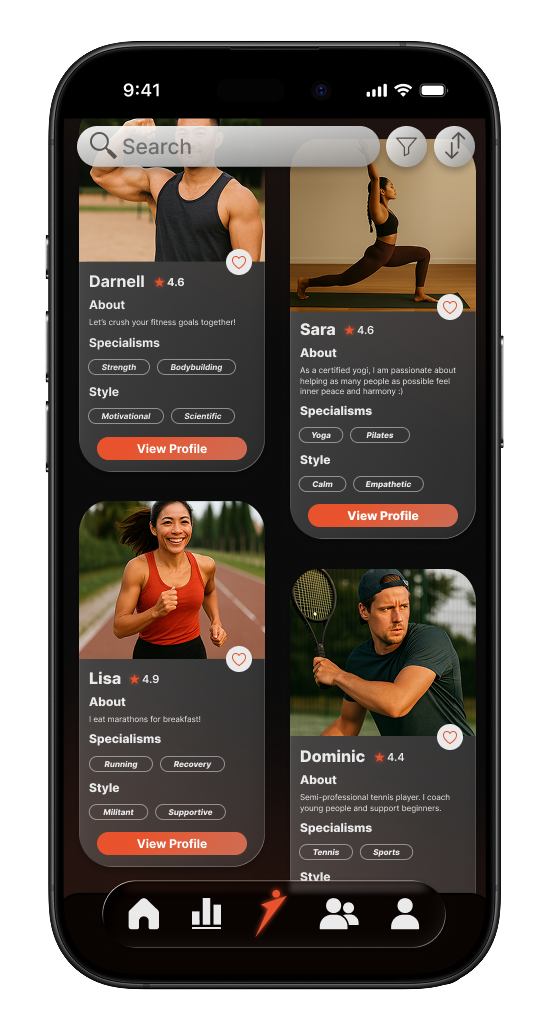 9:41
Search
Darnell 4.6
About
Let's crush your fitness goals together!
Specialisms
Strength Bodybuilding
Style
Motivational Scientific
View Profile
Sara 4.6
About
As a certified yogi, I am passionate about
helping as many people as possible feel
inner peace and harmony :)
Specialisms
Yoga Pilates
Style
Calm Empathetic
View Profile
Lisa 4.9
About
I eat marathons for breakfast!
Specialisms
Running Recovery
Style
Militant Supportive
View Profile
Dominic 4.4
About
Semi-professional tennis player. I coach
young people and support beginners.
Specialisms
Tennis Sports
Style